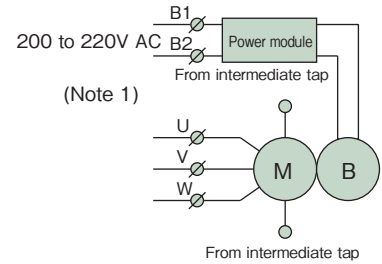 B1
200 to 220V AC B2 Power module
From intermediate tap
(Note 1)
U
V
W
M B
From intermediate tap